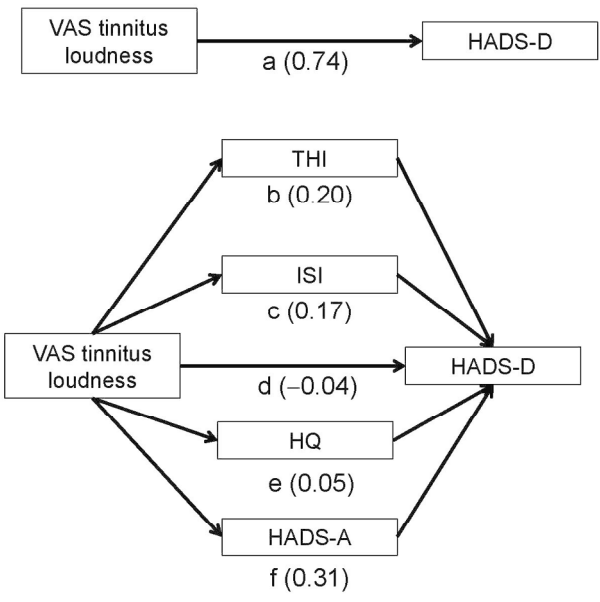 VAS tinnitus
loudness
HADS-D
a (0.74)
THI
b (0.20)
ISI
c (0.17)
VAS tinnitus
loudness
HADS-D
d (−0.04)
HQ
e (0.05)
HADS-A
f (0.31)